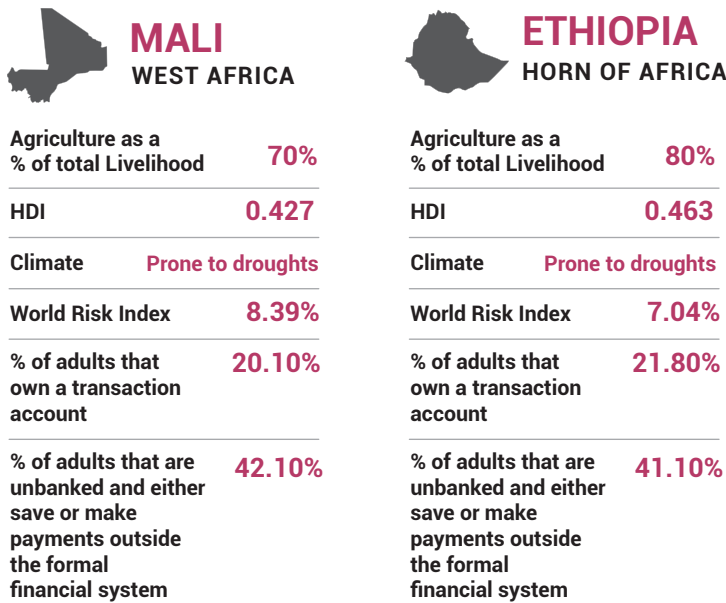 MALI
WEST AFRICA
Agriculture as a
% of total Livelihood
70%
HDI
0.427
Climate
Prone to droughts
World Risk Index
8.39%
% of adults that
own a transaction
account
20.10%
% of adults that are
unbanked and either
save or make
payments outside
the formal
financial system
42.10%
ETHIOPIA
HORN OF AFRICA
Agriculture as a
% of total Livelihood
80%
HDI
0.463
Climate
Prone to droughts
World Risk Index
7.04%
% of adults that
own a transaction
account
21.80%
% of adults that are
unbanked and either
save or make
payments outside
the formal
financial system
41.10%